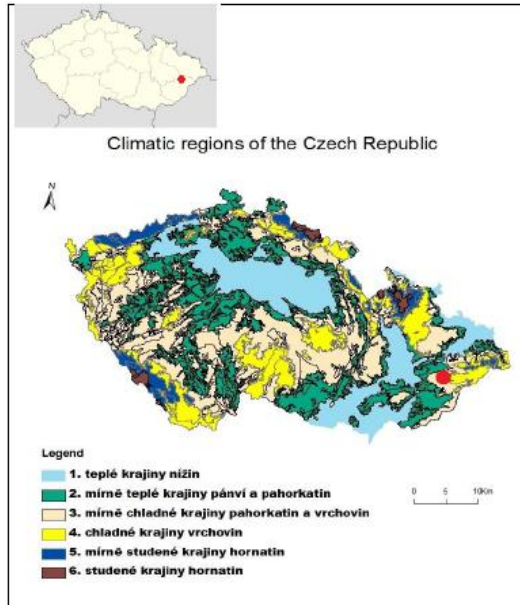 Climatic regions of the Czech Republic
N
Legend
1. teplé krajiny nížin
2. mírně teplé krajiny pánví a pahorkatin
3. mírně chladné krajiny pahorkatin a vrchovin
4. chladné krajiny vrchovin
5. mírně studené krajiny hornatin
6. studené krajiny hornatin
0 5 10Km